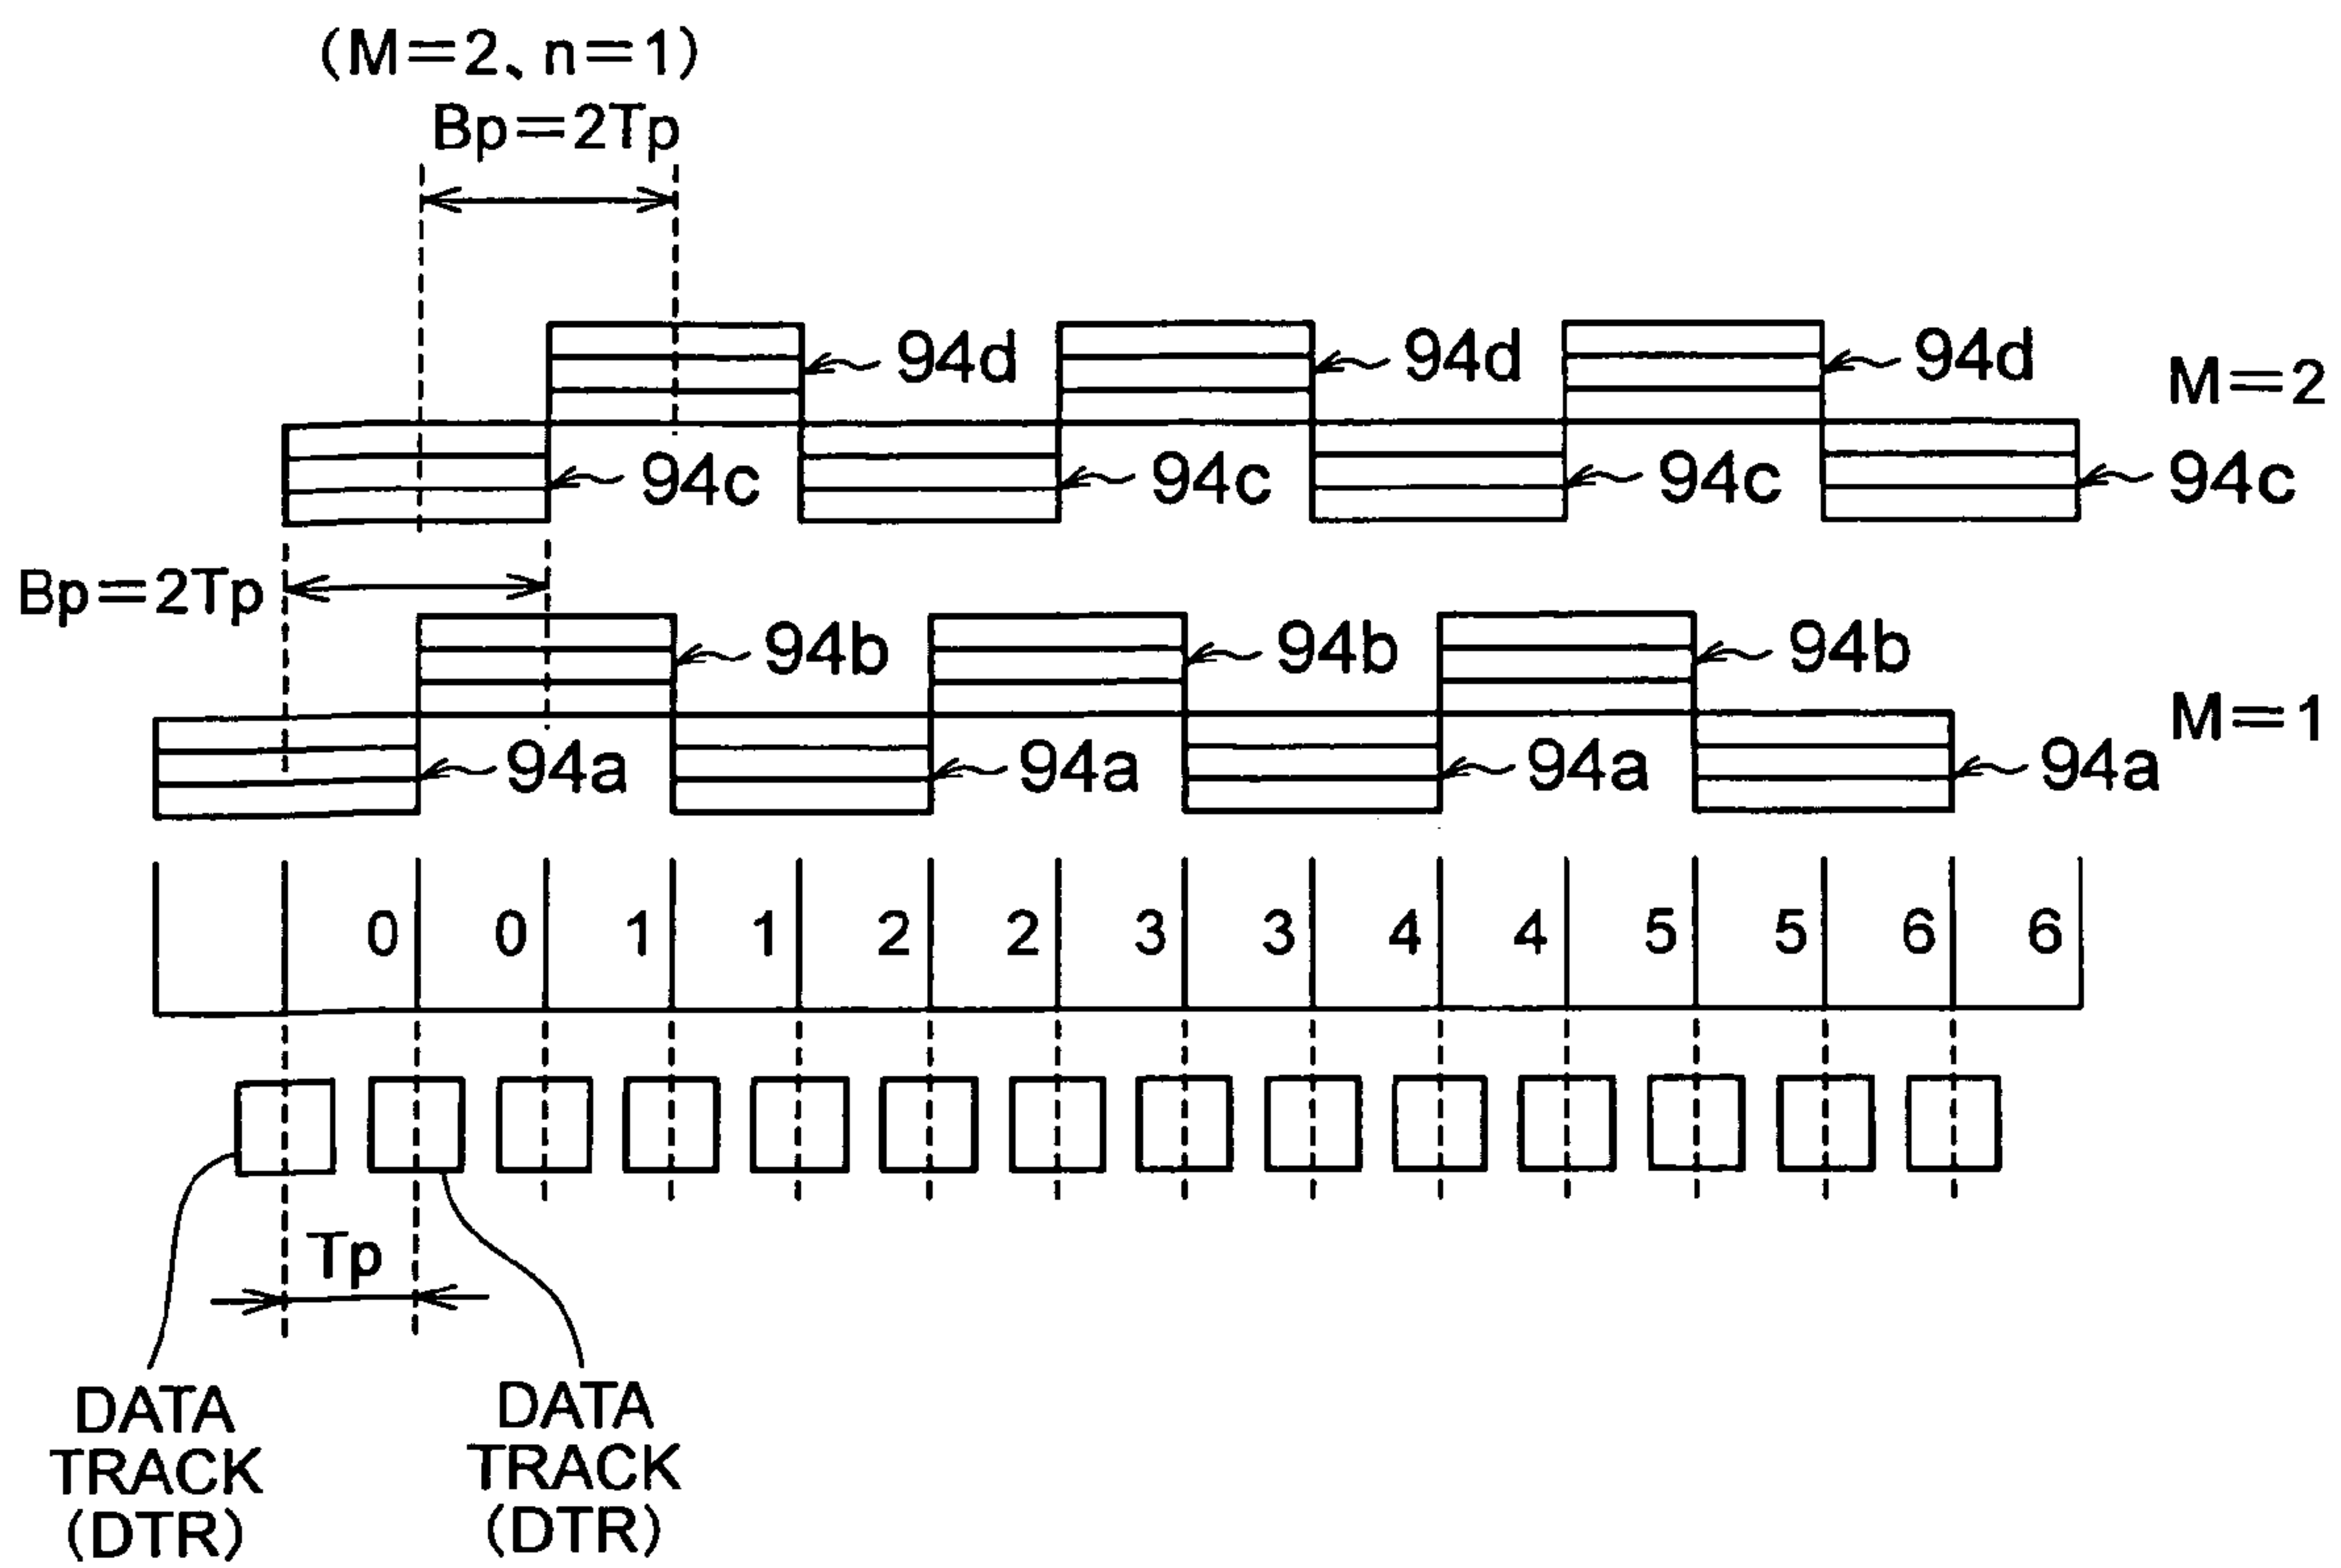 (M=2、n=1)
Bp=2Tp
94d 94d 94d
M=2
94c 94c 94c 94c
Bp=2Tp
94b 94b 94b
M=1
94a 94a 94a 94a
0 0 1 1 2 2 3 3 4 4 5 5 6 6
Tp
DATA
TRACK
(DTR)
DATA
TRACK
(DTR)